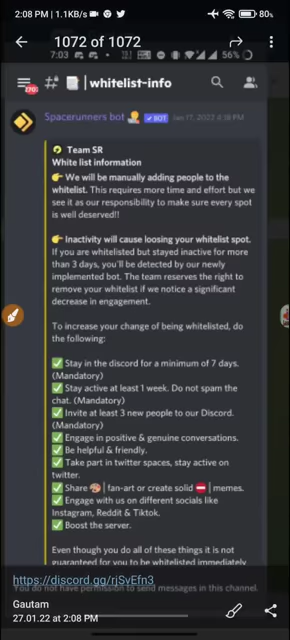 2:08 PM | 1.1KB/s
80%
1072 of 1072
7:03
56%
# | whitelist-info
Spacerunners bot BOT Jan 17, 2022 4:38 PM
Team SR
White list information
👉 We will be manually adding people to the
whitelist. This requires more time and effort but we
see it as our responsibility to make sure every spot
is well deserved!!
👉 Inactivity will cause loosing your whitelist spot.
If you are whitelisted but stayed inactive for more
than 3 days, you'll be detected by our newly
implemented bot. The team reserves the right to
remove your whitelist if we notice a significant
decrease in engagement.
To increase your change of being whitelisted, do
the following:
✅ Stay in the discord for a minimum of 7 days.
(Mandatory)
✅ Stay active at least 1 week. Do not spam the
chat. (Mandatory)
✅ Invite at least 3 new people to our Discord.
(Mandatory)
✅ Engage in positive & genuine conversations.
✅ Be helpful & friendly.
✅ Take part in twitter spaces, stay active on
twitter.
✅ Share 🎨| fan-art or create solid ⛔| memes.
✅ Engage with us on different socials like
Instagram, Reddit & Tiktok.
✅ Boost the server.
Even though you do all of these things it is not
guaranteed for you to be whitelisted immediately
https://discord.gg/rjSvEfn3
You do not have permission to send messages in this channel.
Gautam
27.01.22 at 2:08 PM